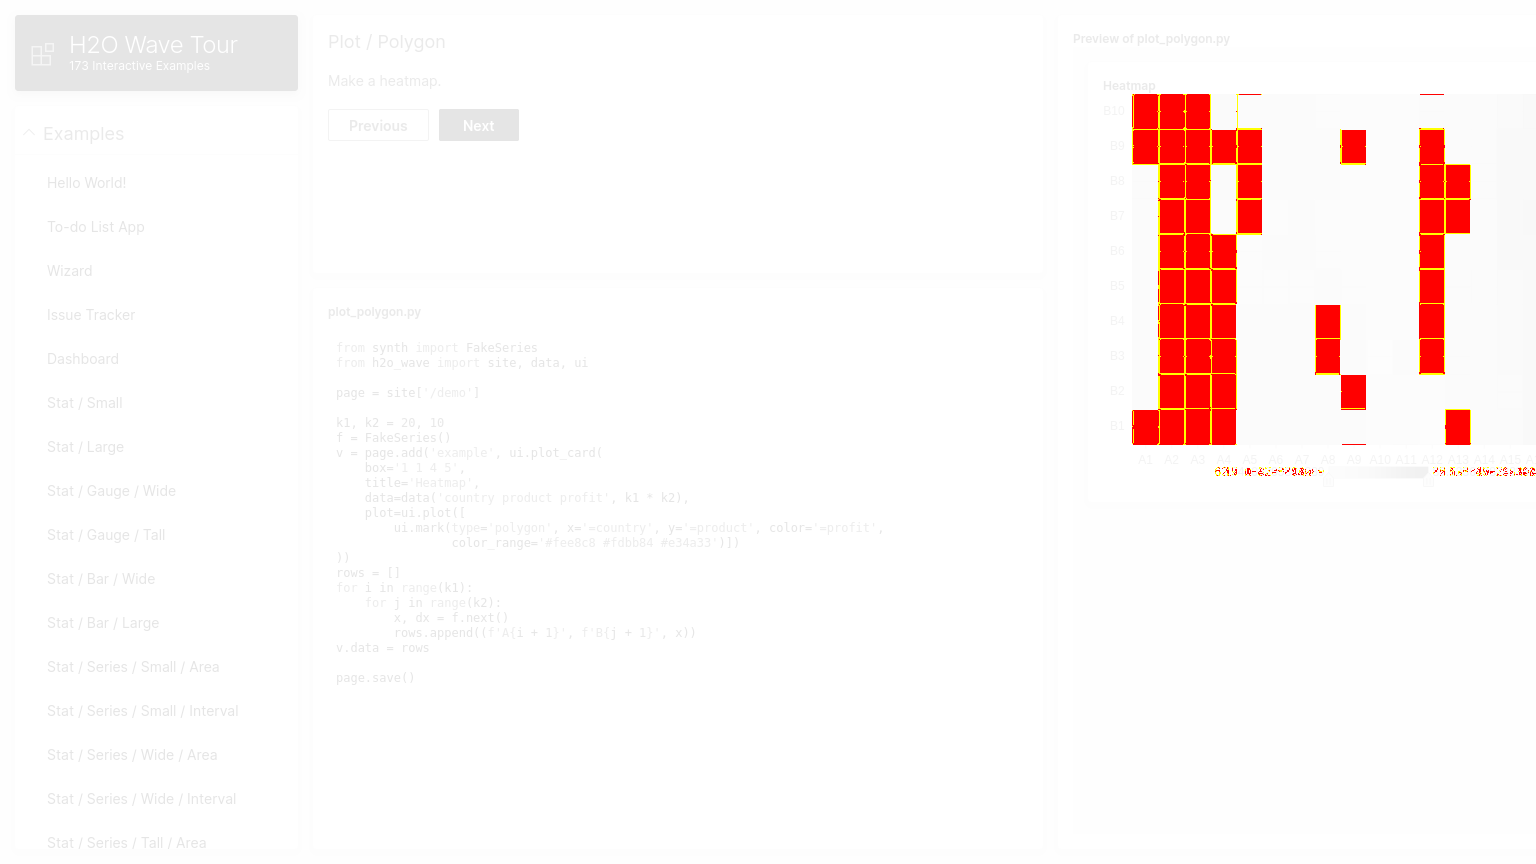 H2O Wave Tour
173 Interactive Examples
Examples
Hello World!
To-do List App
Wizard
Issue Tracker
Dashboard
Stat / Small
Stat / Large
Stat / Gauge / Wide
Stat / Gauge / Tall
Stat / Bar / Wide
Stat / Bar / Large
Stat / Series / Small / Area
Stat / Series / Small / Interval
Stat / Series / Wide / Area
Stat / Series / Wide / Interval
Stat / Series / Tall / Area
Plot / Polygon
Make a heatmap.
Previous Next
plot_polygon.py
from synth import FakeSeries
from h2o_wave import site, data, ui
page = site['/demo']
k1, k2 = 20, 10
f = FakeSeries()
v = page.add('example', ui.plot_card(
    box='1 1 4 5',
    title='Heatmap',
    data=data('country product profit', k1 * k2),
    plot=ui.plot([
        ui.mark(type='polygon', x='=country', y='=product', color='=profit',
                color_range='#fee8c8 #fdbb84 #e34a33')])
))
rows = []
for i in range(k1):
    for j in range(k2):
        x, dx = f.next()
        rows.append((f'A{i + 1}', f'B{j + 1}', x))
v.data = rows
page.save()
Preview of plot_polygon.py
Heatmap
B10
B9
B8
B7
B6
B5
B4
B3
B2
B1
A1 A2 A3 A4 A5 A6 A7 A8 A9 A10 A11 A12 A13 A14 A15